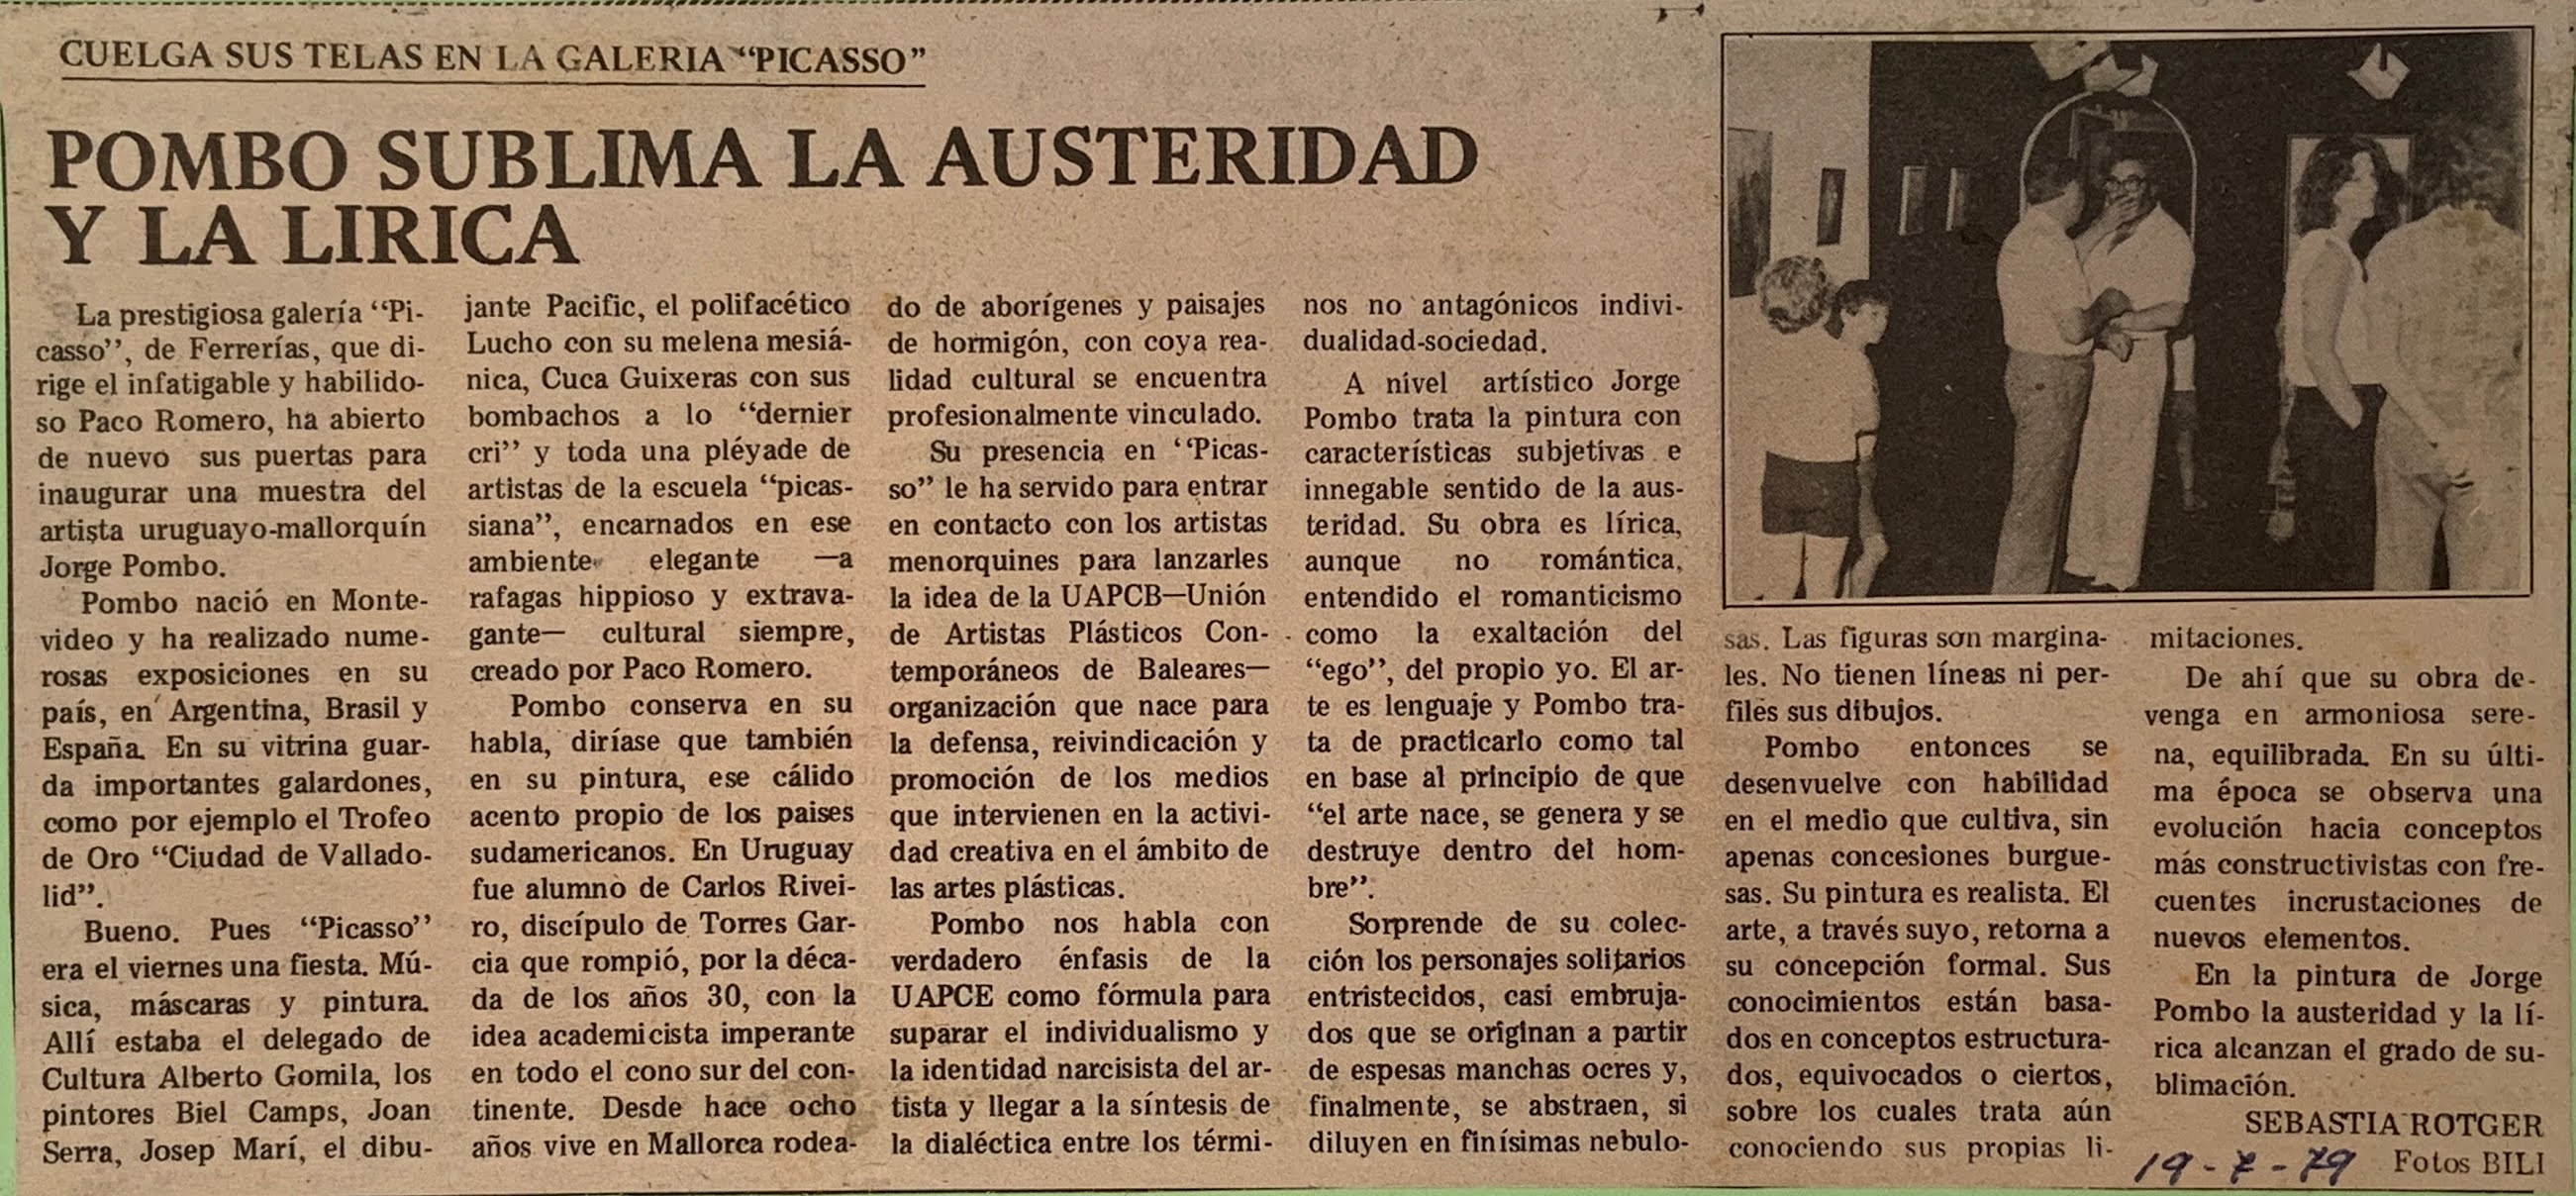 CUELGA SUS TELAS EN LA GALERIA “PICASSO”
POMBO SUBLIMA LA AUSTERIDAD
Y LA LIRICA
La prestigiosa galería “Pi-
casso”, de Ferrerías, que di-
rige el infatigable y habilido-
so Paco Romero, ha abierto
de nuevo sus puertas para
inaugurar una muestra del
artista uruguayo-mallorquín
Jorge Pombo.
Pombo nació en Monte-
video y ha realizado nume-
rosas exposiciones en su
país, en Argentina, Brasil y
España. En su vitrina guar-
da importantes galardones,
como por ejemplo el Trofeo
de Oro “Ciudad de Vallado-
lid”.
Bueno. Pues “Picasso”
era el viernes una fiesta. Mú-
sica, máscaras y pintura.
Allí estaba el delegado de
Cultura Alberto Gomila, los
pintores Biel Camps, Joan
Serra, Josep Marí, el dibu-
jante Pacific, el polifacético
Lucho con su melena mesiá-
nica, Cuca Guixeras con sus
bombachos a lo “dernier
cri” y toda una pléyade de
artistas de la escuela “picas-
siana”, encarnados en ese
ambiente elegante —a
rafagas hippioso y extrava-
gante— cultural siempre,
creado por Paco Romero.
Pombo conserva en su
habla, diríase que también
en su pintura, ese cálido
acento propio de los paises
sudamericanos. En Uruguay
fue alumno de Carlos Rivei-
ro, discípulo de Torres Gar-
cia que rompió, por la déca-
da de los años 30, con la
idea academicista imperante
en todo el cono sur del con-
tinente. Desde hace ocho
años vive en Mallorca rodea-
do de aborígenes y paisajes
de hormigón, con coya rea-
lidad cultural se encuentra
profesionalmente vinculado.
Su presencia en “Picas-
so” le ha servido para entrar
en contacto con los artistas
menorquines para lanzarles
la idea de la UAPCB—Unión
de Artistas Plásticos Con-
temporáneos de Baleares—
organización que nace para
la defensa, reivindicación y
promoción de los medios
que intervienen en la activi-
dad creativa en el ámbito de
las artes plásticas.
Pombo nos habla con
verdadero énfasis de la
UAPCE como fórmula para
suparar el individualismo y
la identidad narcisista del ar-
tista y llegar a la síntesis de
la dialéctica entre los térmi-
nos no antagónicos indivi-
dualidad-sociedad.
A nivel artístico Jorge
Pombo trata la pintura con
características subjetivas e
innegable sentido de la aus-
teridad. Su obra es lírica,
aunque no romántica,
entendido el romanticismo
como la exaltación del
“ego”, del propio yo. El ar-
te es lenguaje y Pombo tra-
ta de practicarlo como tal
en base al principio de que
“el arte nace, se genera y se
destruye dentro del hom-
bre”.
Sorprende de su colec-
ción los personajes solitarios
entristecidos, casi embruja-
dos que se originan a partir
de espesas manchas ocres y,
finalmente, se abstraen, si
diluyen en finísimas nebulo-
sas. Las figuras son margina-
les. No tienen líneas ni per-
files sus dibujos.
Pombo entonces se
desenvuelve con habilidad
en el medio que cultiva, sin
apenas concesiones burgue-
sas. Su pintura es realista. El
arte, a través suyo, retorna a
su concepción formal. Sus
conocimientos están basa-
dos en conceptos estructura-
dos, equivocados o ciertos,
sobre los cuales trata aún
conociendo sus propias li-
mitaciones.
De ahí que su obra de-
venga en armoniosa sere-
na, equilibrada. En su últi-
ma época se observa una
evolución hacia conceptos
más constructivistas con fre-
cuentes incrustaciones de
nuevos elementos.
En la pintura de Jorge
Pombo la austeridad y la lí-
rica alcanzan el grado de su-
blimación.
SEBASTIA ROTGER
19-7-79 Fotos BILI